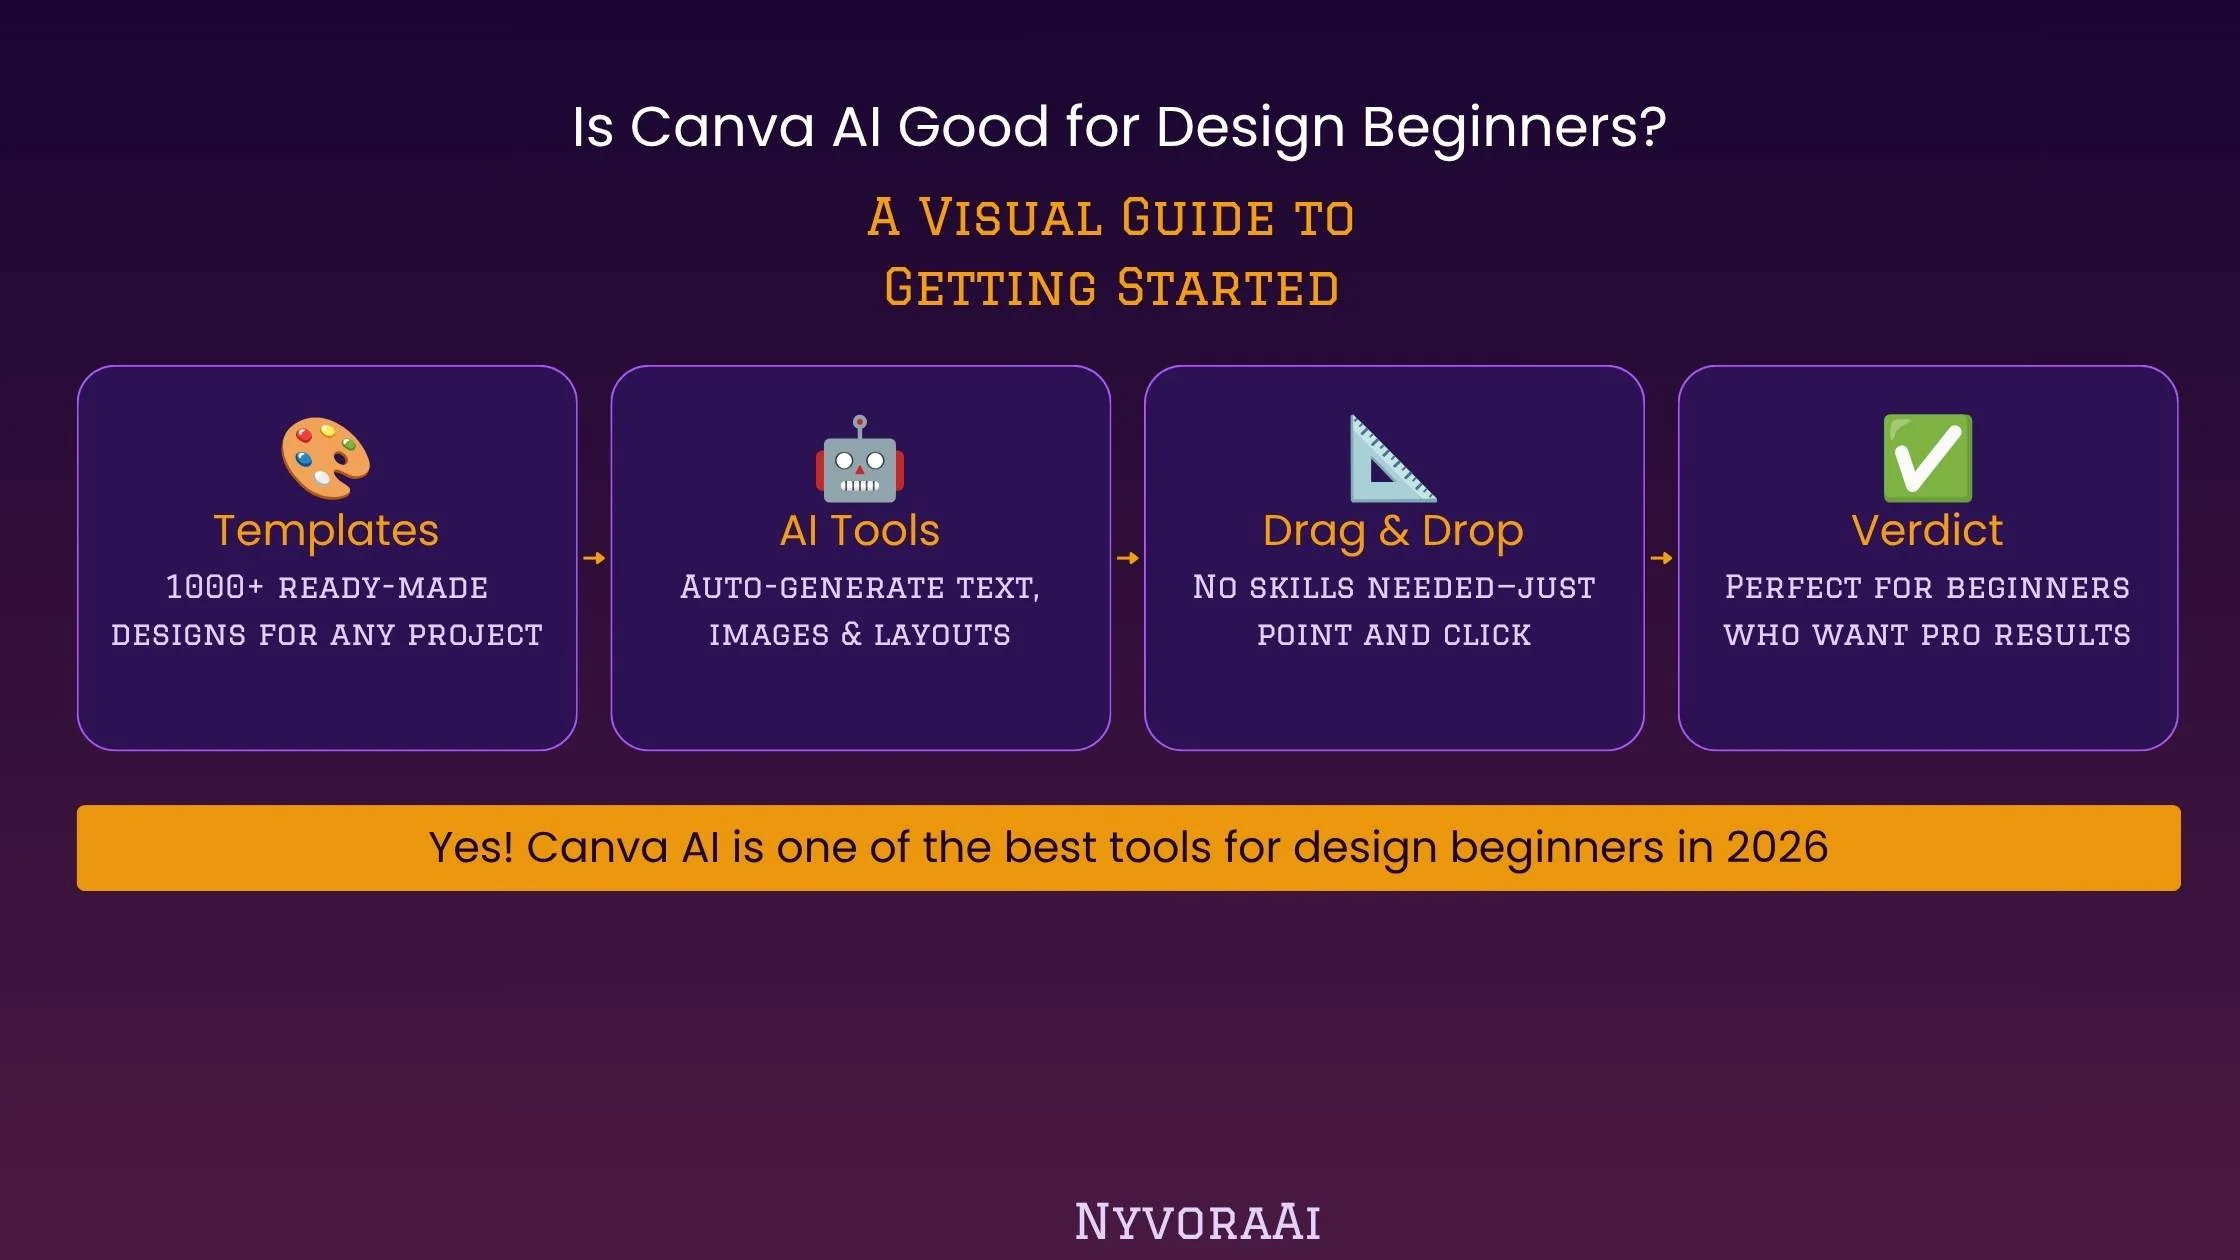 Is Canva AI Good for Design Beginners?
A Visual Guide to
Getting Started
Templates
1000+ ready-made
designs for any project
→
AI Tools
Auto-generate text,
images & layouts
→
Drag & Drop
No skills needed—just
point and click
→
Verdict
Perfect for beginners
who want pro results
Yes! Canva AI is one of the best tools for design beginners in 2026
NyvoraAi